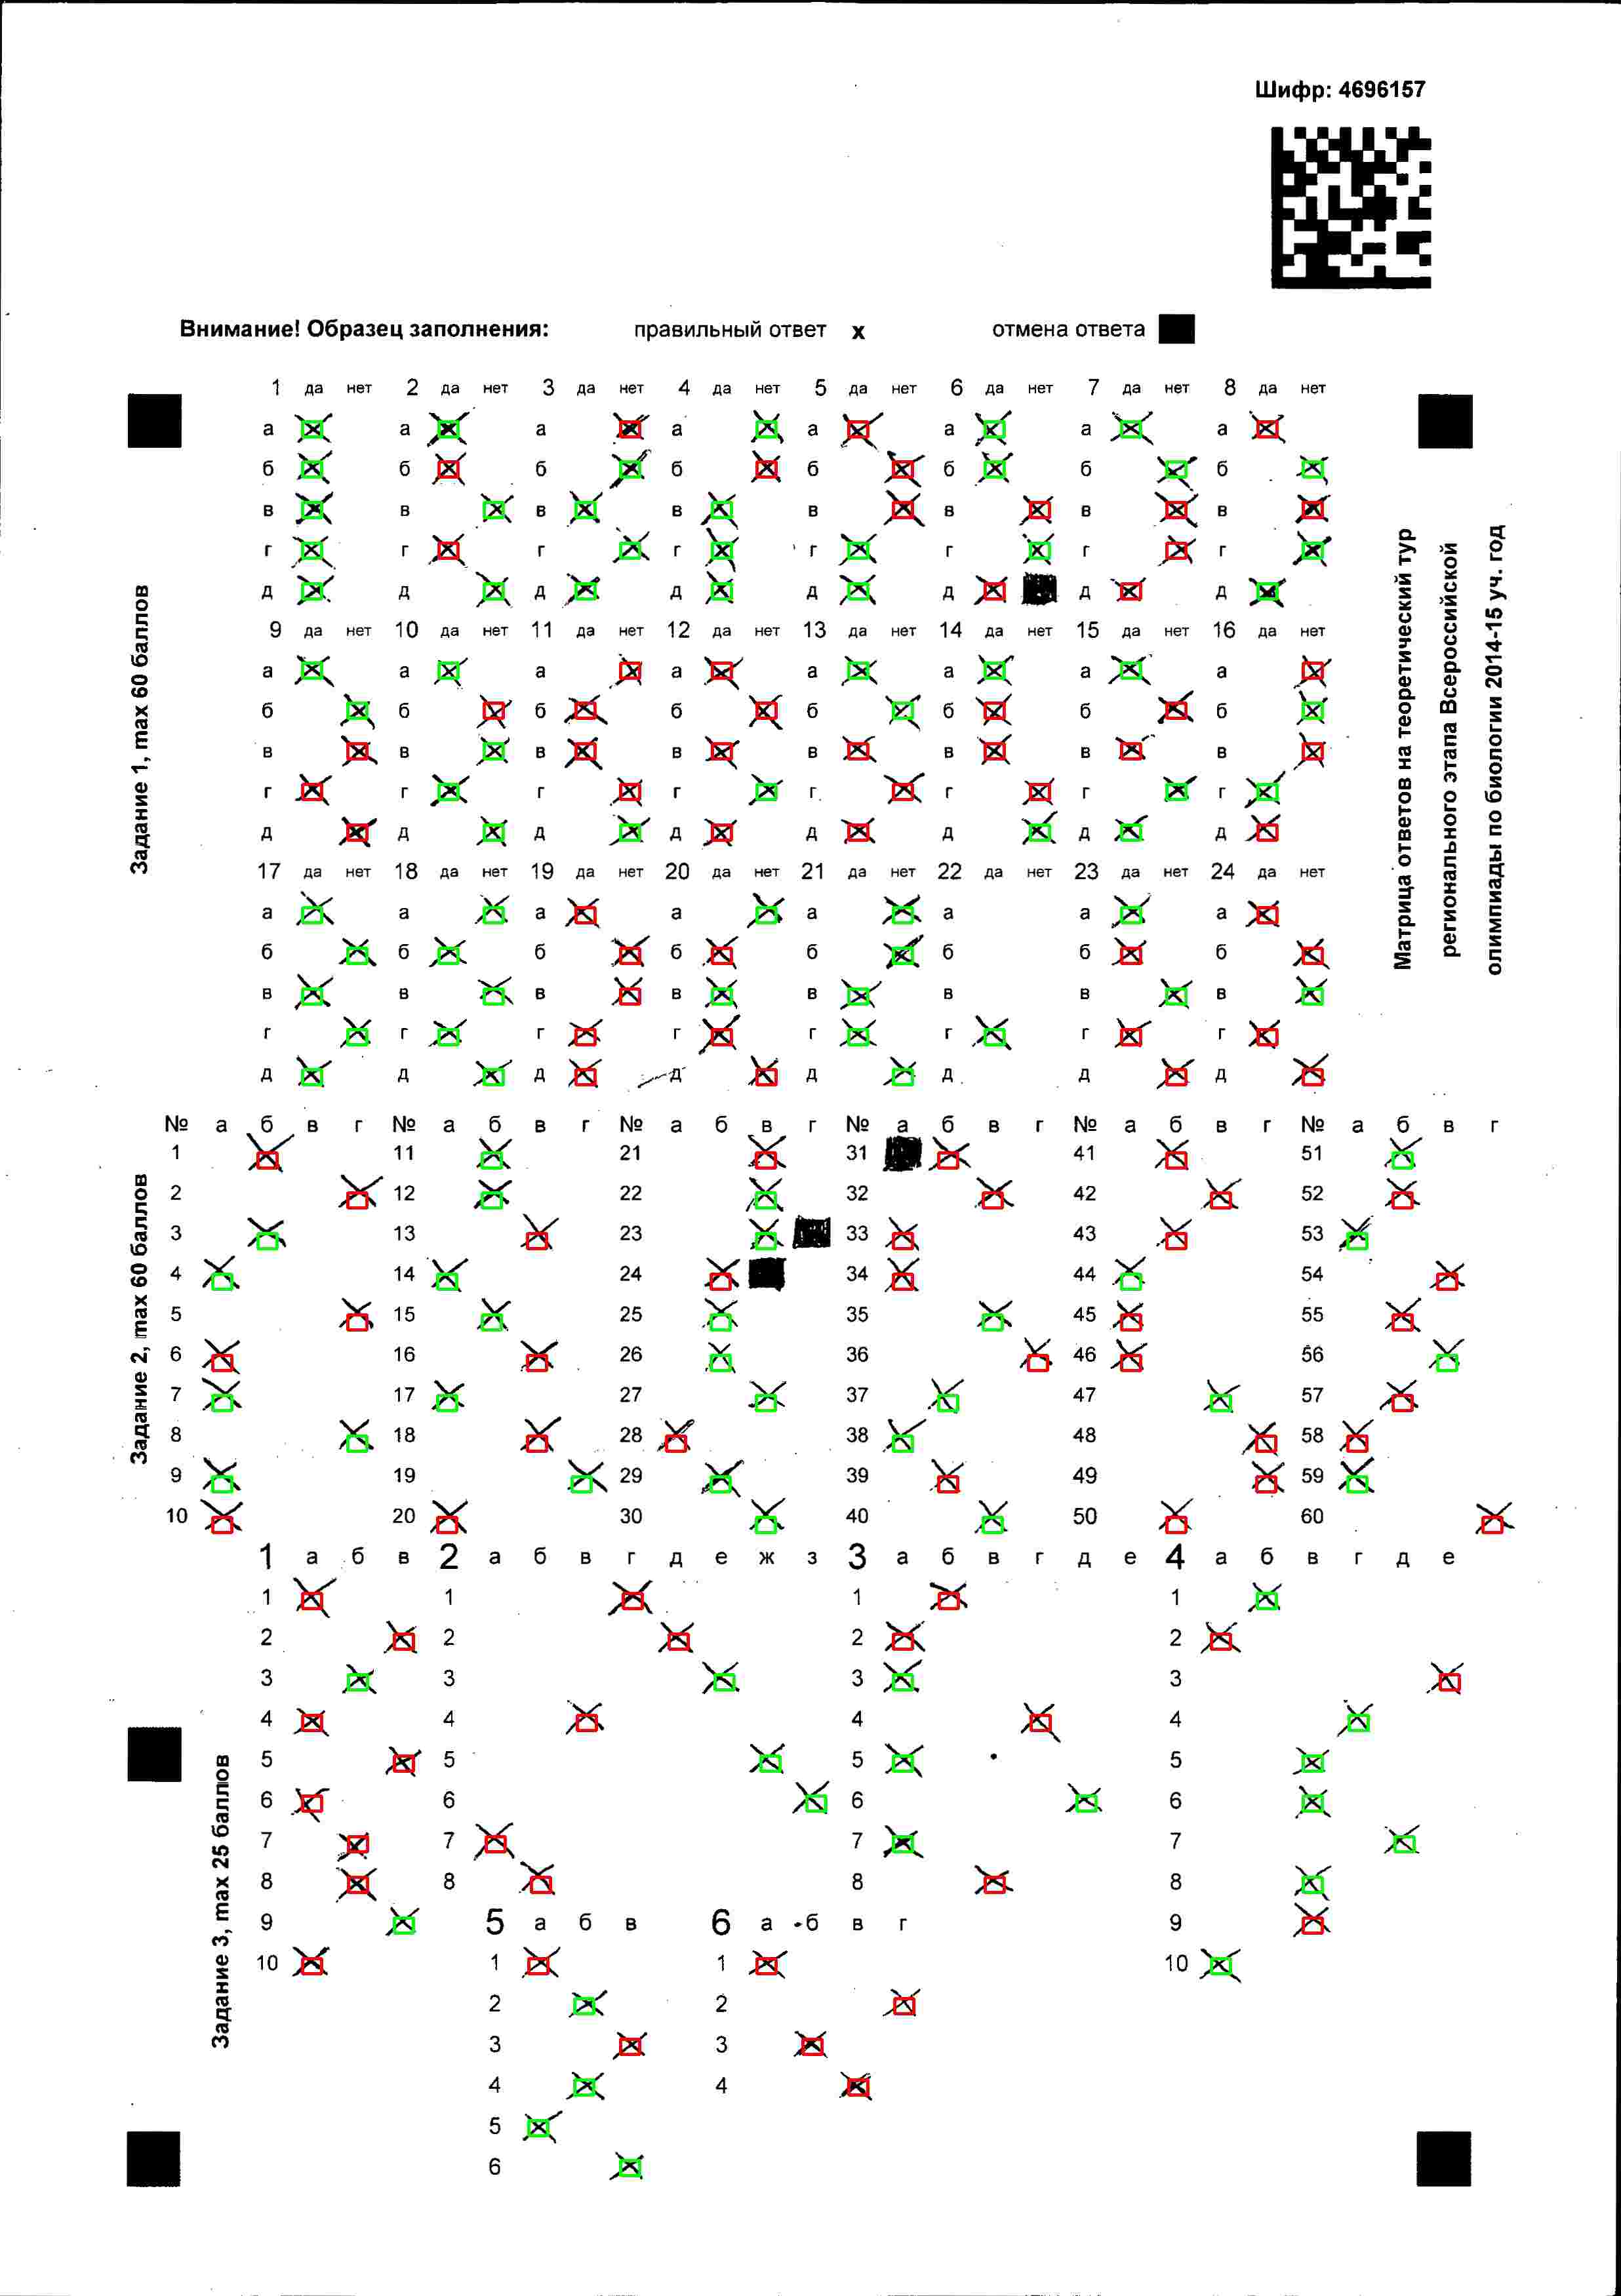 Шифр: 4696157
Внимание! Образец заполнения: правильный ответ х отмена ответа
1 да нет 2 да нет 3 да нет 4 да нет 5 да нет 6 да нет 7 да нет 8 да нет
а а а а а а а а
б б б б б б б б
в в в в в в в в
г г г г г г г г
д д д д д д д д
9 да нет 10 да нет 11 да нет 12 да нет 13 да нет 14 да нет 15 да нет 16 да нет
а а а а а а а а
б б б б б б б б
в в в в в в в в
г г г г г г г г
д д д д д д д д
17 да нет 18 да нет 19 да нет 20 да нет 21 да нет 22 да нет 23 да нет 24 да нет
а а а а а а а а
б б б б б б б б
в в в в в в в в
г г г г г г г г
д д д д д д д д
Задание 1, max 60 баллов
Матрица ответов на теоретический тур
регионального этапа Всероссийской
олимпиады по биологии 2014-15 уч. год
№ а б в г № а б в г № а б в г № а б в г № а б в г № а б в г
1 11 21 31 41 51
2 12 22 32 42 52
3 13 23 33 43 53
4 14 24 34 44 54
5 15 25 35 45 55
6 16 26 36 46 56
7 17 27 37 47 57
8 18 28 38 48 58
9 19 29 39 49 59
10 20 30 40 50 60
Задание 2, max 60 баллов
1 а б в 2 а б в г д е ж з 3 а б в г д е 4 а б в г д е
1 1 1 1
2 2 2 2
3 3 3 3
4 4 4 4
5 5 5 5
6 6 6 6
7 7 7 7
8 8 8 8
9 5 а б в 6 а б в г 9
10 1 1 10
2 2
3 3
4 4
5
6
Задание 3, max 25 баллов